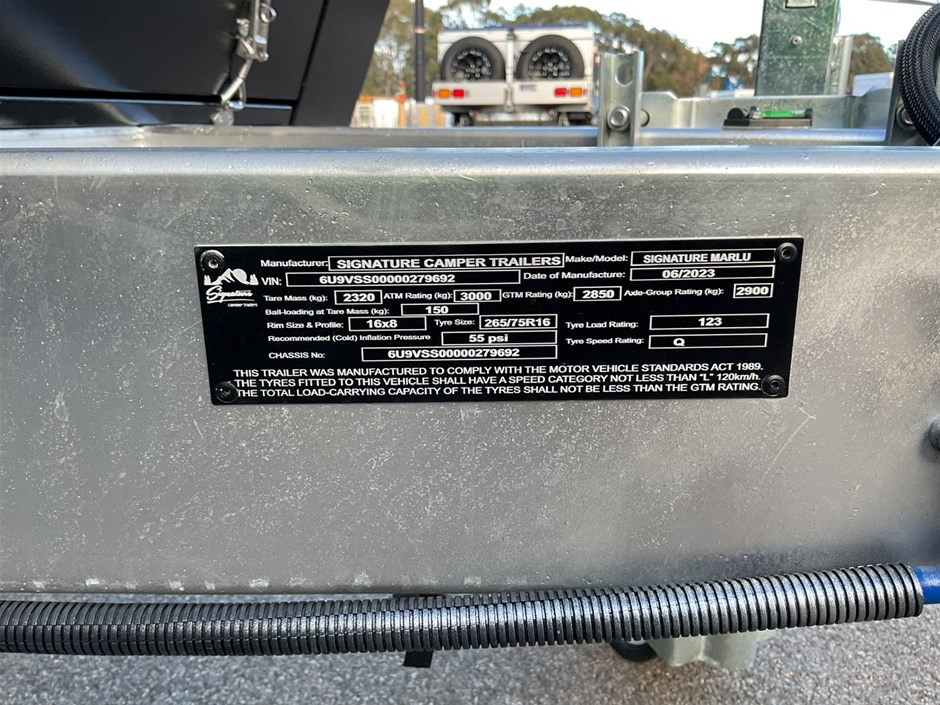 Manufacturer: SIGNATURE CAMPER TRAILERS Make/Model: SIGNATURE MARLU
Signature
CAMPER TRAILERS
VIN: 6U9VSS00000279692 Date of Manufacture: 06/2023
Tare Mass (kg): 2320 ATM Rating (kg): 3000 GTM Rating (kg): 2850 Axle-Group Rating (kg): 2900
Ball-loading at Tare Mass (kg): 150
Rim Size & Profile: 16x8 Tyre Size: 265/75R16 Tyre Load Rating: 123
Recommended (Cold) Inflation Pressure 55 psi Tyre Speed Rating: Q
CHASSIS No: 6U9VSS00000279692
THIS TRAILER WAS MANUFACTURED TO COMPLY WITH THE MOTOR VEHICLE STANDARDS ACT 1989.
THE TYRES FITTED TO THIS VEHICLE SHALL HAVE A SPEED CATEGORY NOT LESS THAN "L" 120km/h.
THE TOTAL LOAD-CARRYING CAPACITY OF THE TYRES SHALL NOT BE LESS THAN THE GTM RATING.